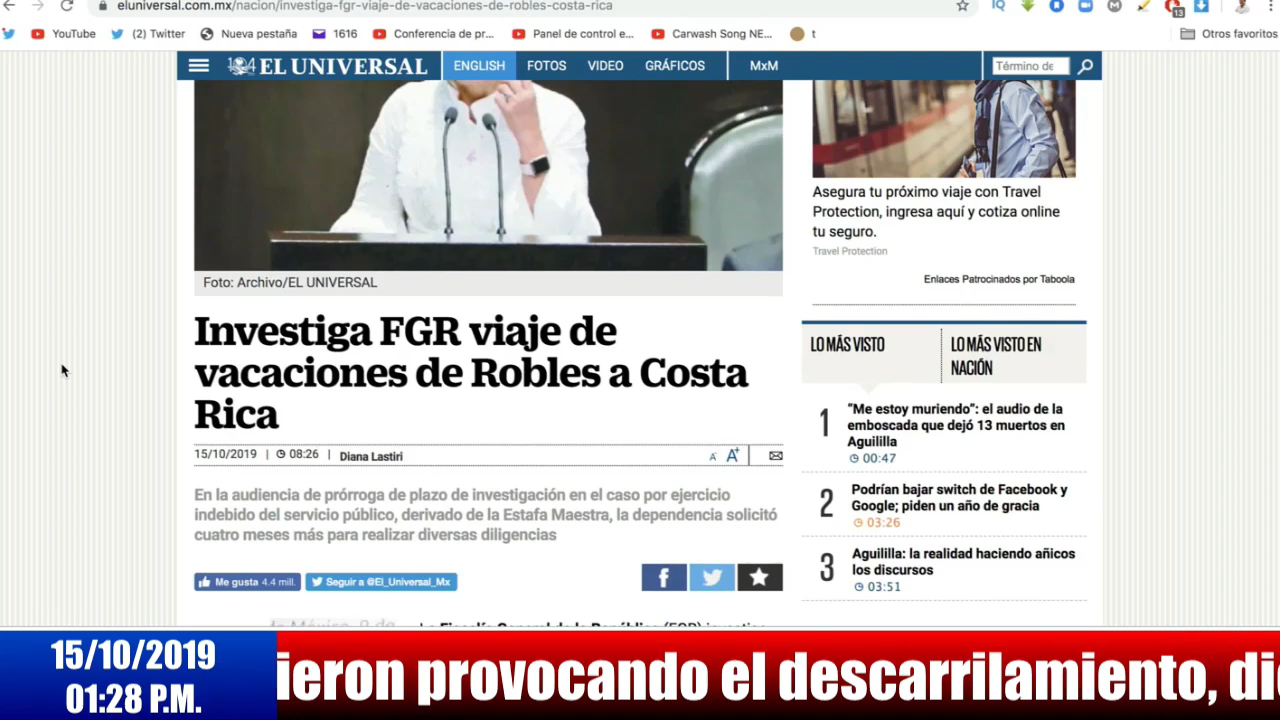 eluniversal.com.mx/nacion/investiga-fgr-viaje-de-vacaciones-de-robles-costa-rica
13
YouTube (2) Twitter Nueva pestaña 1616 Conferencia de pr... Panel de control e... Carwash Song NE... t Otros favoritos
104 EL UNIVERSAL ENGLISH FOTOS VIDEO GRÁFICOS MxM Término de
Foto: Archivo/EL UNIVERSAL
Investiga FGR viaje de
vacaciones de Robles a Costa
Rica
15/10/2019 | 08:26 | Diana Lastiri A- A+
En la audiencia de prórroga de plazo de investigación en el caso por ejercicio
indebido del servicio público, derivado de la Estafa Maestra, la dependencia solicitó
cuatro meses más para realizar diversas diligencias
Me gusta 4.4 mill. Seguir a @El_Universal_Mx
Asegura tu próximo viaje con Travel
Protection, ingresa aquí y cotiza online
tu seguro.
Travel Protection
Enlaces Patrocinados por Taboola
LO MÁS VISTO
LO MÁS VISTO EN
NACIÓN
1 “Me estoy muriendo”: el audio de la
emboscada que dejó 13 muertos en
Aguililla
00:47
2 Podrían bajar switch de Facebook y
Google; piden un año de gracia
03:26
3 Aguililla: la realidad haciendo añicos
los discursos
03:51
15/10/2019
01:28 P.M.
ieron provocando el descarrilamiento, di